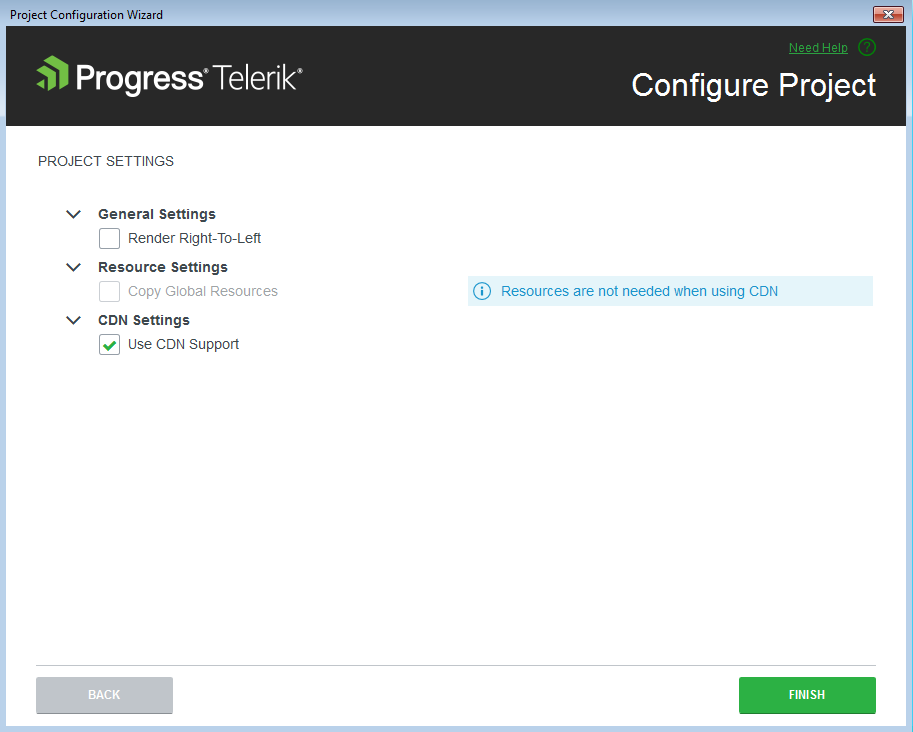 Project Configuration Wizard
Need Help ?
Progress® Telerik®
Configure Project
PROJECT SETTINGS
General Settings
Render Right-To-Left
Resource Settings
Copy Global Resources
Resources are not needed when using CDN
CDN Settings
Use CDN Support
BACK
FINISH